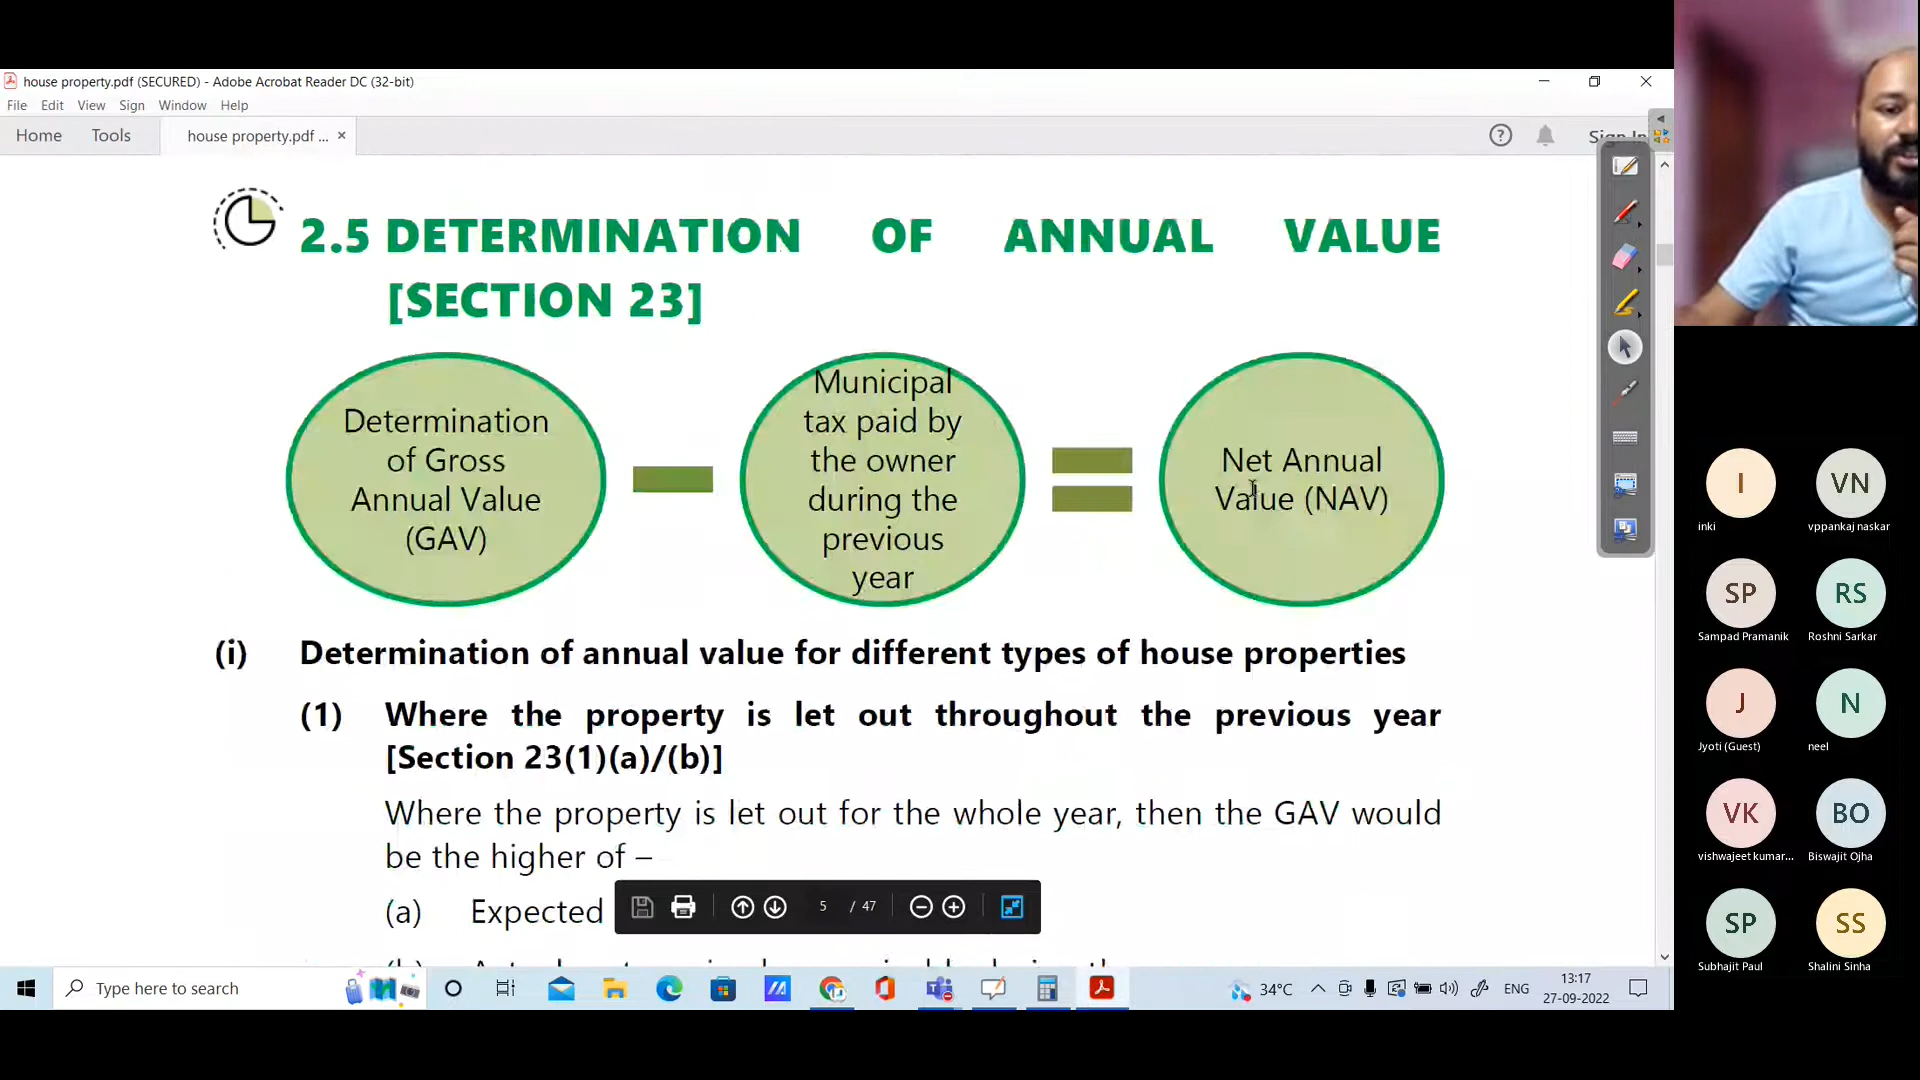 house property.pdf (SECURED) - Adobe Acrobat Reader DC (32-bit)
File Edit View Sign Window Help
Home Tools house property.pdf ...
Sign In
2.5 DETERMINATION OF ANNUAL VALUE
[SECTION 23]
Determination
of Gross
Annual Value
(GAV)
Municipal
tax paid by
the owner
during the
previous
year
Net Annual
Value (NAV)
(i) Determination of annual value for different types of house properties
(1) Where the property is let out throughout the previous year
[Section 23(1)(a)/(b)]
Where the property is let out for the whole year, then the GAV would
be the higher of –
(a) Expected
5 / 47
Type here to search
34°C
ENG
13:17
27-09-2022
I
inki
VN
vppankaj naskar
SP
Sampad Pramanik
RS
Roshni Sarkar
J
Jyoti (Guest)
N
neel
VK
vishwajeet kumar...
BO
Biswajit Ojha
SP
Subhajit Paul
SS
Shalini Sinha